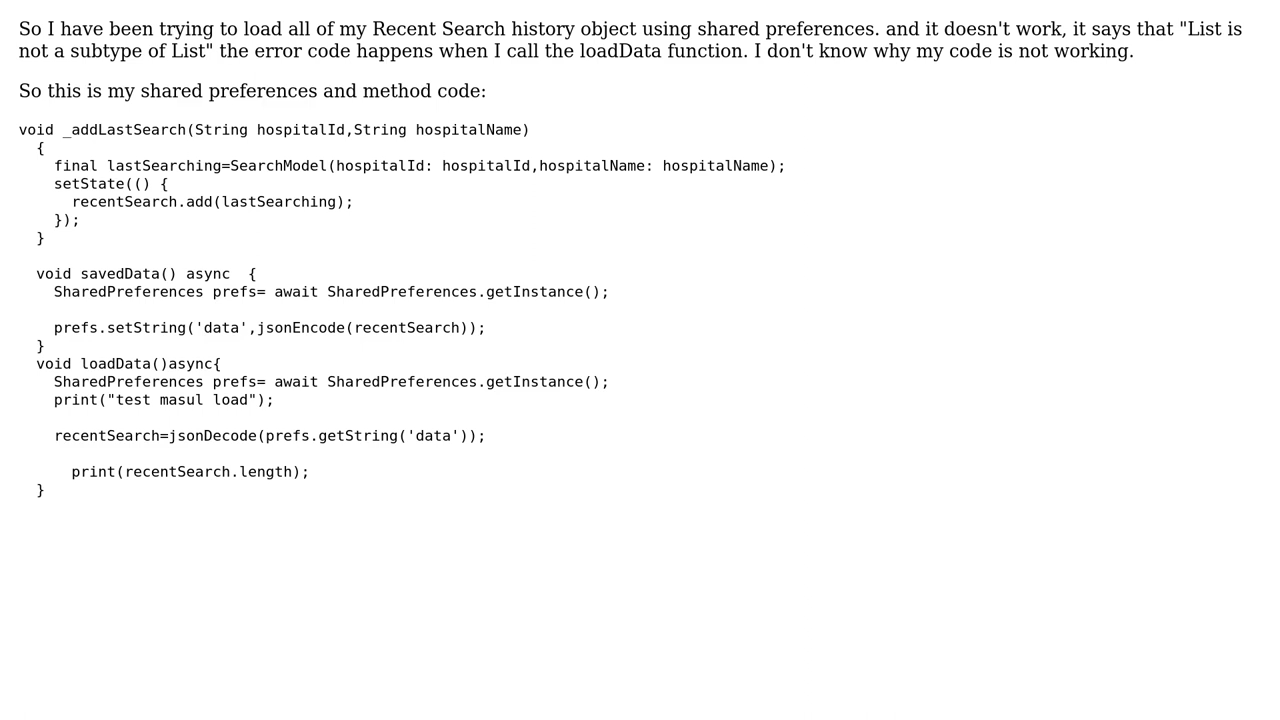 So I have been trying to load all of my Recent Search history object using shared preferences. and it doesn't work, it says that "List is
not a subtype of List" the error code happens when I call the loadData function. I don't know why my code is not working.
So this is my shared preferences and method code:
void _addLastSearch(String hospitalId,String hospitalName)
  {
    final lastSearching=SearchModel(hospitalId: hospitalId,hospitalName: hospitalName);
    setState(() {
      recentSearch.add(lastSearching);
    });
  }
  void savedData() async  {
    SharedPreferences prefs= await SharedPreferences.getInstance();
    prefs.setString('data',jsonEncode(recentSearch));
  }
  void loadData()async{
    SharedPreferences prefs= await SharedPreferences.getInstance();
    print("test masul load");
    recentSearch=jsonDecode(prefs.getString('data'));
      print(recentSearch.length);
  }